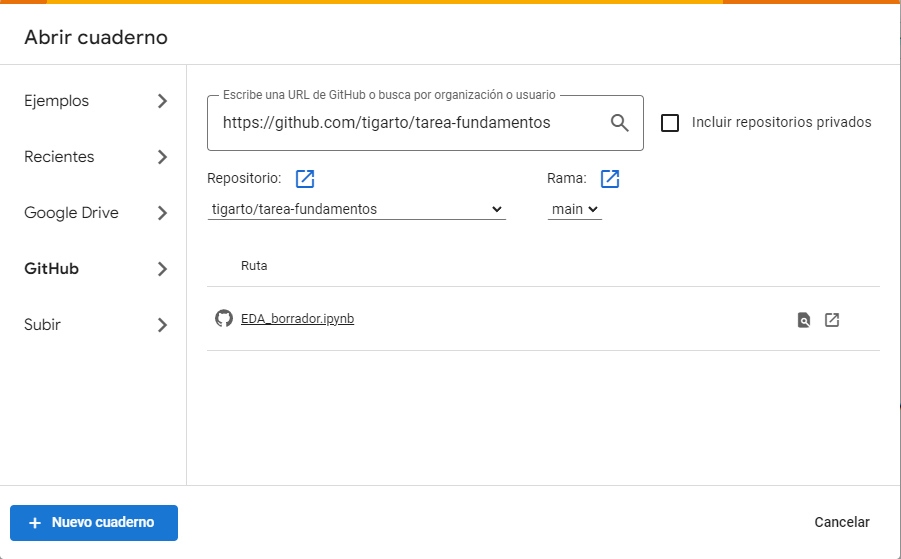 Abrir cuaderno
Ejemplos
Recientes
Google Drive
GitHub
Subir
Escribe una URL de GitHub o busca por organización o usuario
https://github.com/tigarto/tarea-fundamentos
Incluir repositorios privados
Repositorio:
Rama:
tigarto/tarea-fundamentos
main
Ruta
EDA_borrador.ipynb
+ Nuevo cuaderno
Cancelar